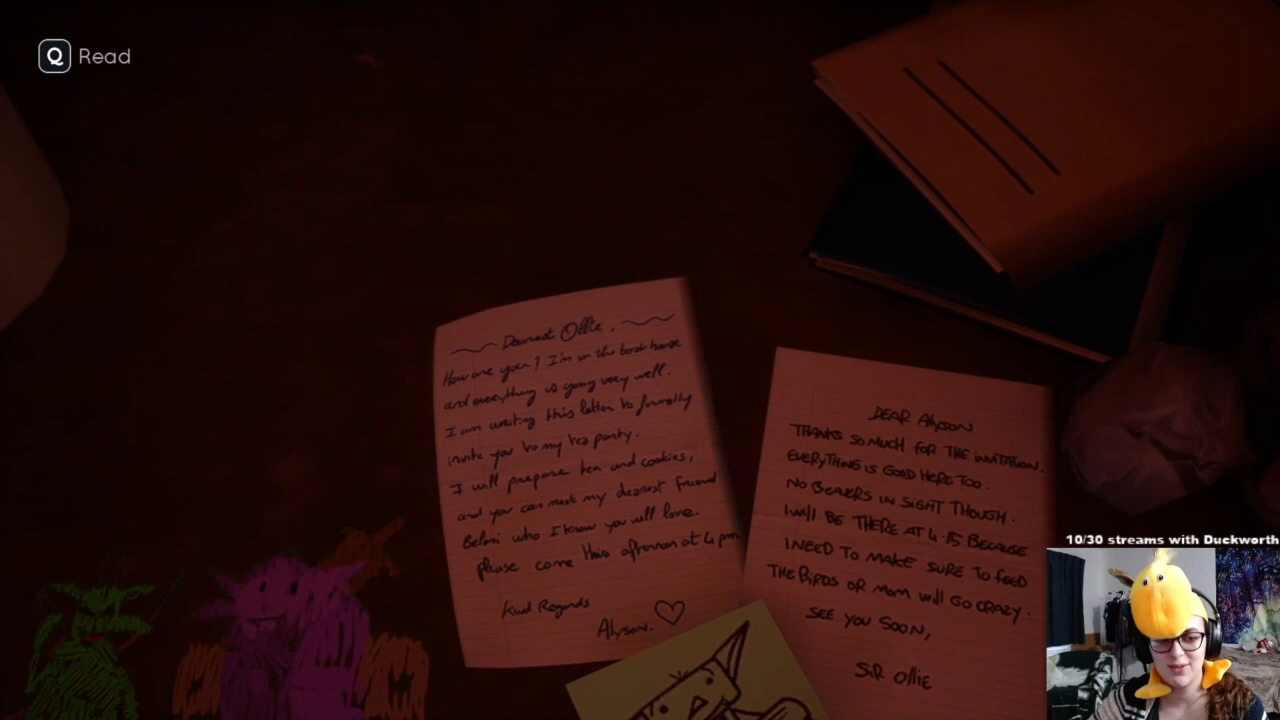 Q Read
Dearest Ollie,
How are you? I'm in the boat house
and everything is going very well.
I am writing this letter to formally
invite you to my tea party.
I will prepare tea and cookies,
and you can meet my dearest friend
who I know you will love.
please come this afternoon at 4 pm
Kind Regards
Alyson.
DEAR Alyson
THANKS SO MUCH FOR THE INVITATION.
EVERYTHING IS GOOD HERE TOO.
NO BEAVERS IN SIGHT THOUGH.
I Will BE THERE AT 4.15 BECAUSE
I NEED TO MAKE SURE TO FEED
THE BIRDS OR MOM Will GO CRAZY.
SEE YOU SOON,
SIR Ollie
10/30 streams with Duckworth